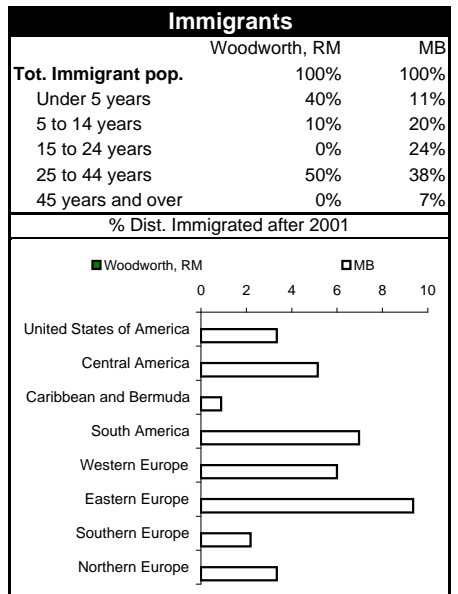 Immigrants
Woodworth, RM MB
Tot. Immigrant pop. 100% 100%
Under 5 years 40% 11%
5 to 14 years 10% 20%
15 to 24 years 0% 24%
25 to 44 years 50% 38%
45 years and over 0% 7%
% Dist. Immigrated after 2001
Woodworth, RM MB
0 2 4 6 8 10
United States of America
Central America
Caribbean and Bermuda
South America
Western Europe
Eastern Europe
Southern Europe
Northern Europe